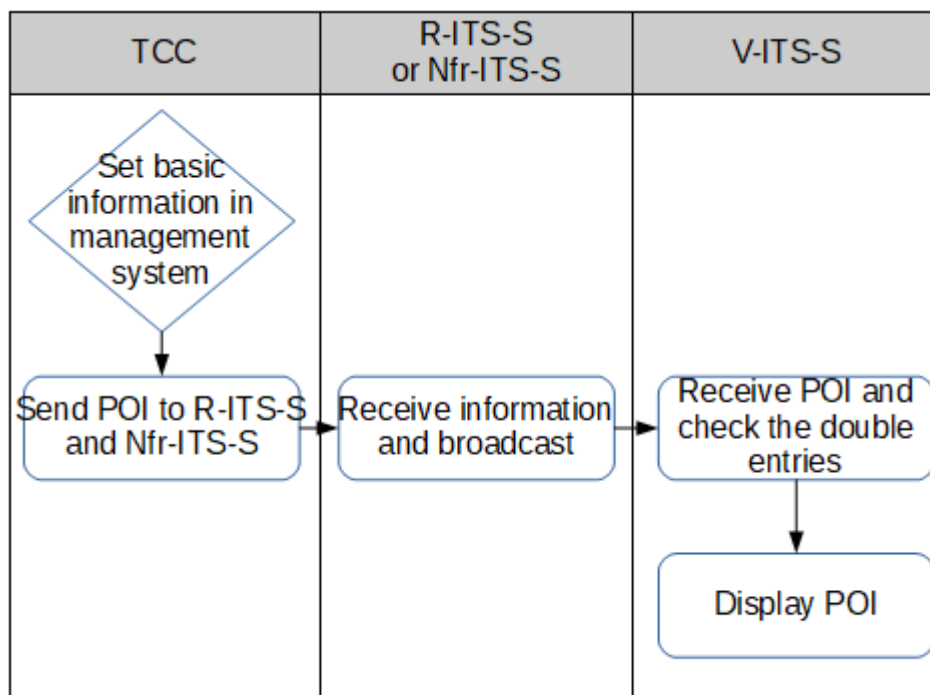 TCC
R-ITS-S
or Nfr-ITS-S
V-ITS-S
Set basic
information in
management
system
Send POI to R-ITS-S
and Nfr-ITS-S
Receive information
and broadcast
Receive POI and
check the double
entries
Display POI